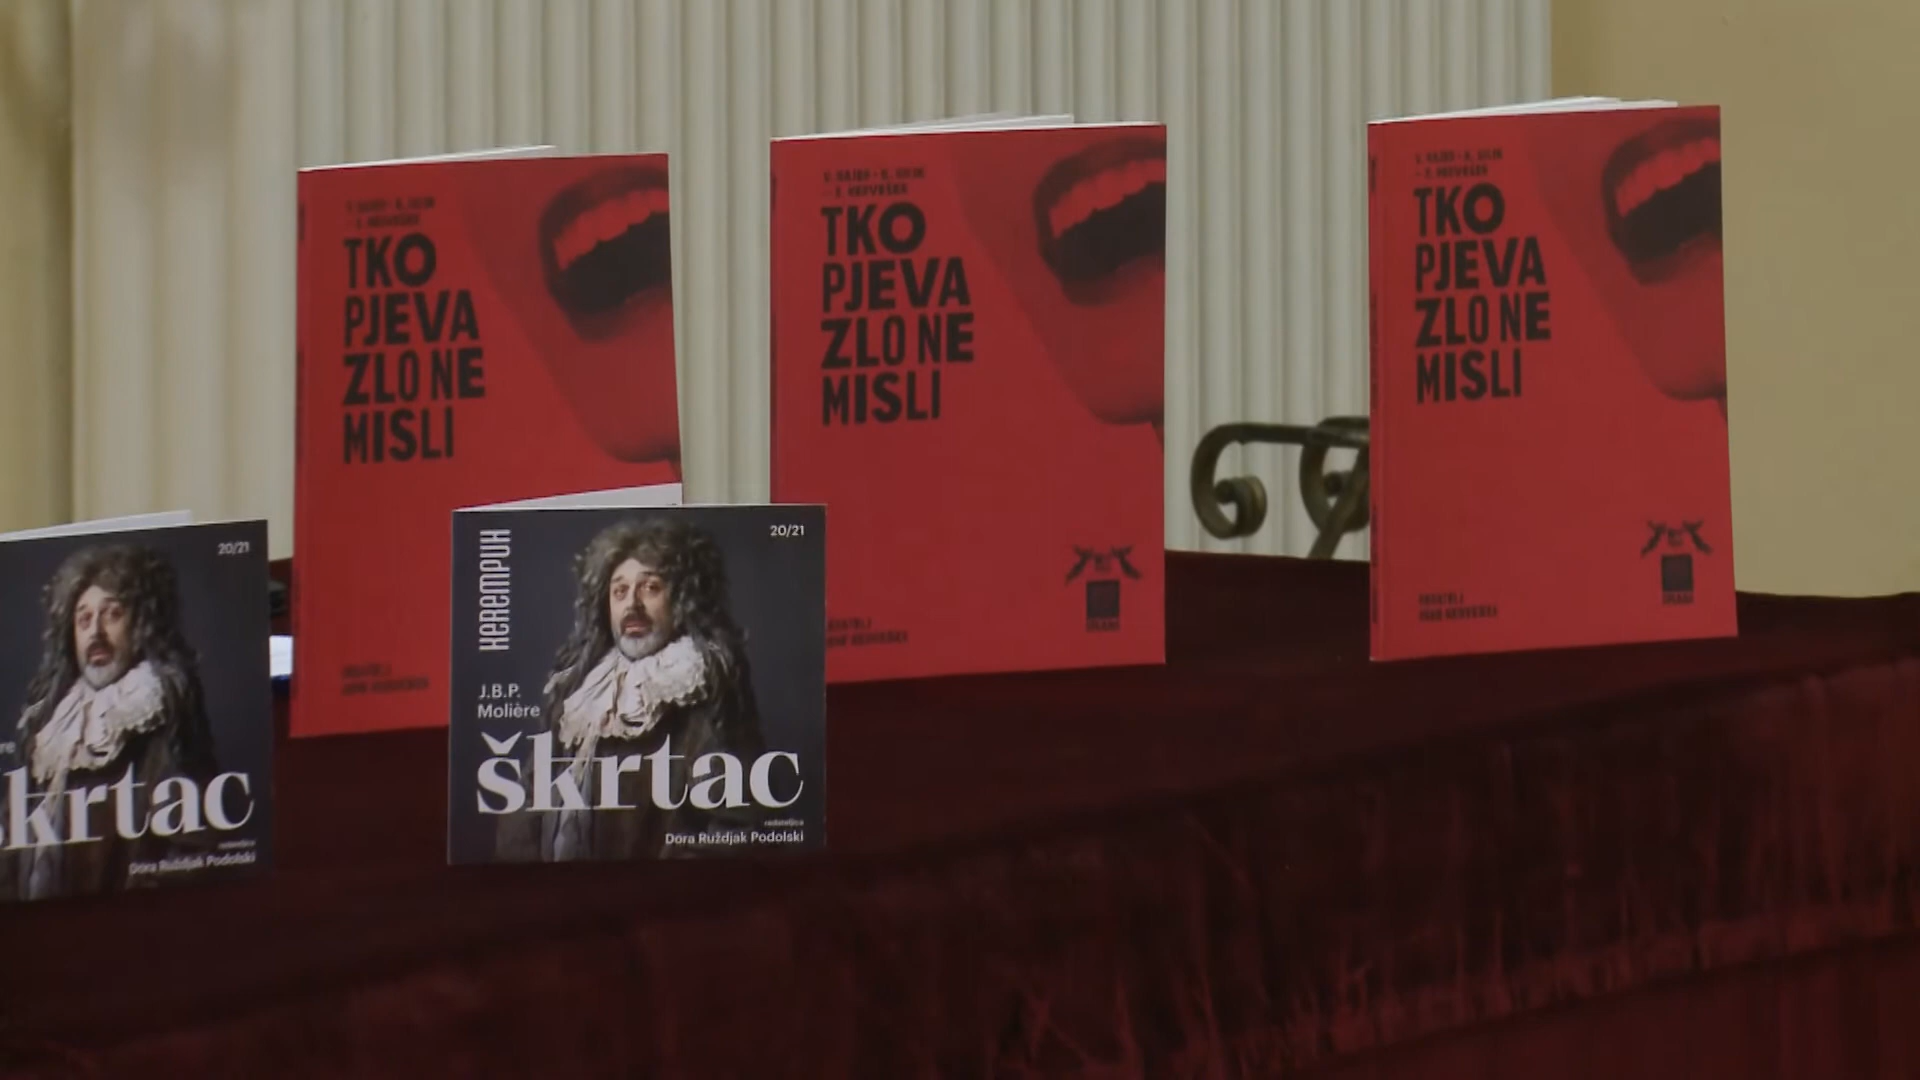 TKO
PJEVA
ZLO NE
MISLI
TKO
PJEVA
ZLO NE
MISLI
TKO
PJEVA
ZLO NE
MISLI
20/21
škrtac
Dora Ruždjak Podolski
KEREMPUH
20/21
J.B.P.
Molière
škrtac
redateljica
Dora Ruždjak Podolski